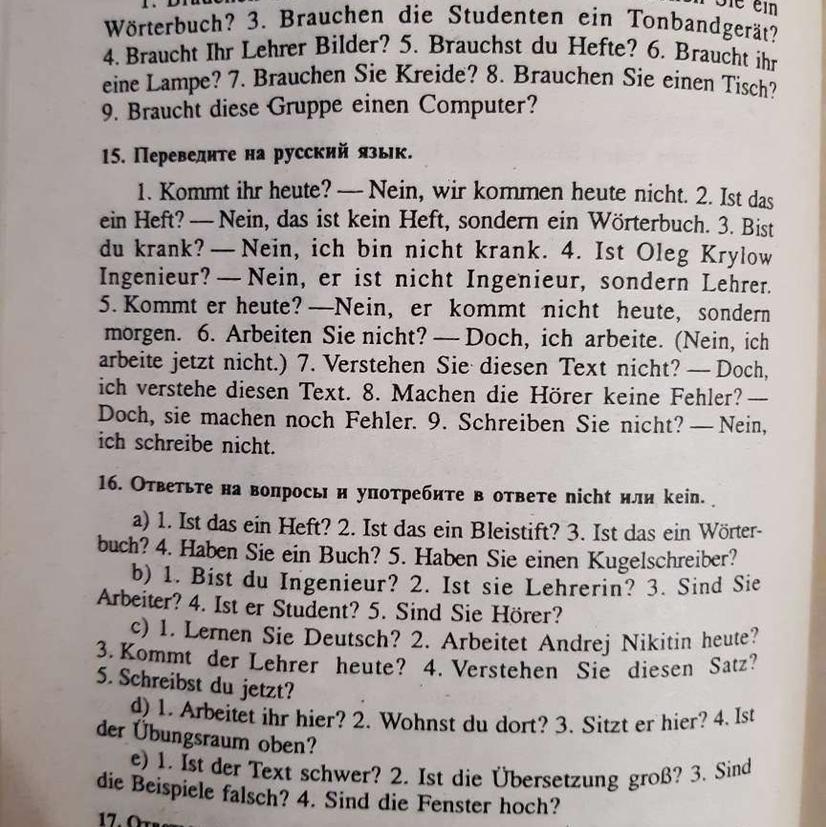 1. Sie ein
Wörterbuch? 3. Brauchen die Studenten ein Tonbandgerät?
4. Braucht Ihr Lehrer Bilder? 5. Brauchst du Hefte? 6. Braucht ihr
eine Lampe? 7. Brauchen Sie Kreide? 8. Brauchen Sie einen Tisch?
9. Braucht diese Gruppe einen Computer?
15. Переведите на русский язык.
1. Kommt ihr heute? — Nein, wir kommen heute nicht. 2. Ist das
ein Heft? — Nein, das ist kein Heft, sondern ein Wörterbuch. 3. Bist
du krank? — Nein, ich bin nicht krank. 4. Ist Oleg Krylow
Ingenieur? — Nein, er ist nicht Ingenieur, sondern Lehrer.
5. Kommt er heute? —Nein, er kommt nicht heute, sondern
morgen. 6. Arbeiten Sie nicht? — Doch, ich arbeite. (Nein, ich
arbeite jetzt nicht.) 7. Verstehen Sie diesen Text nicht? — Doch,
ich verstehe diesen Text. 8. Machen die Hörer keine Fehler? —
Doch, sie machen noch Fehler. 9. Schreiben Sie nicht? — Nein,
ich schreibe nicht.
16. Ответьте на вопросы и употребите в ответе nicht или kein.
a) 1. Ist das ein Heft? 2. Ist das ein Bleistift? 3. Ist das ein Wörter-
buch? 4. Haben Sie ein Buch? 5. Haben Sie einen Kugelschreiber?
b) 1. Bist du Ingenieur? 2. Ist sie Lehrerin? 3. Sind Sie
Arbeiter? 4. Ist er Student? 5. Sind Sie Hörer?
c) 1. Lernen Sie Deutsch? 2. Arbeitet Andrej Nikitin heute?
3. Kommt der Lehrer heute? 4. Verstehen Sie diesen Satz?
5. Schreibst du jetzt?
d) 1. Arbeitet ihr hier? 2. Wohnst du dort? 3. Sitzt er hier? 4. Ist
der Übungsraum oben?
e) 1. Ist der Text schwer? 2. Ist die Übersetzung groß? 3. Sind
die Beispiele falsch? 4. Sind die Fenster hoch?
17.